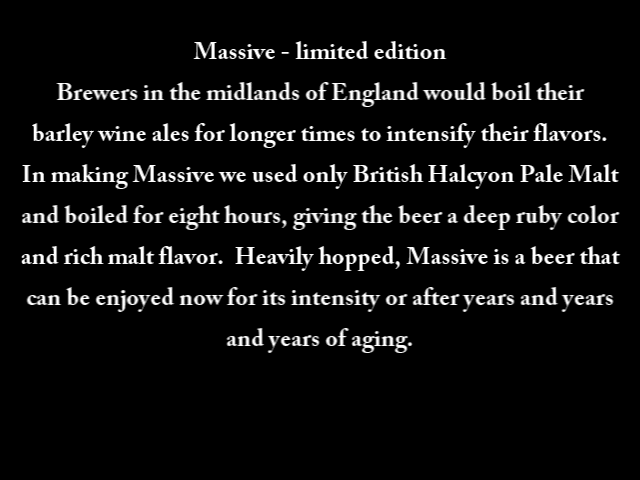 Massive - limited edition
Brewers in the midlands of England would boil their
barley wine ales for longer times to intensify their flavors.
In making Massive we used only British Halcyon Pale Malt
and boiled for eight hours, giving the beer a deep ruby color
and rich malt flavor.  Heavily hopped, Massive is a beer that
can be enjoyed now for its intensity or after years and years
and years of aging.